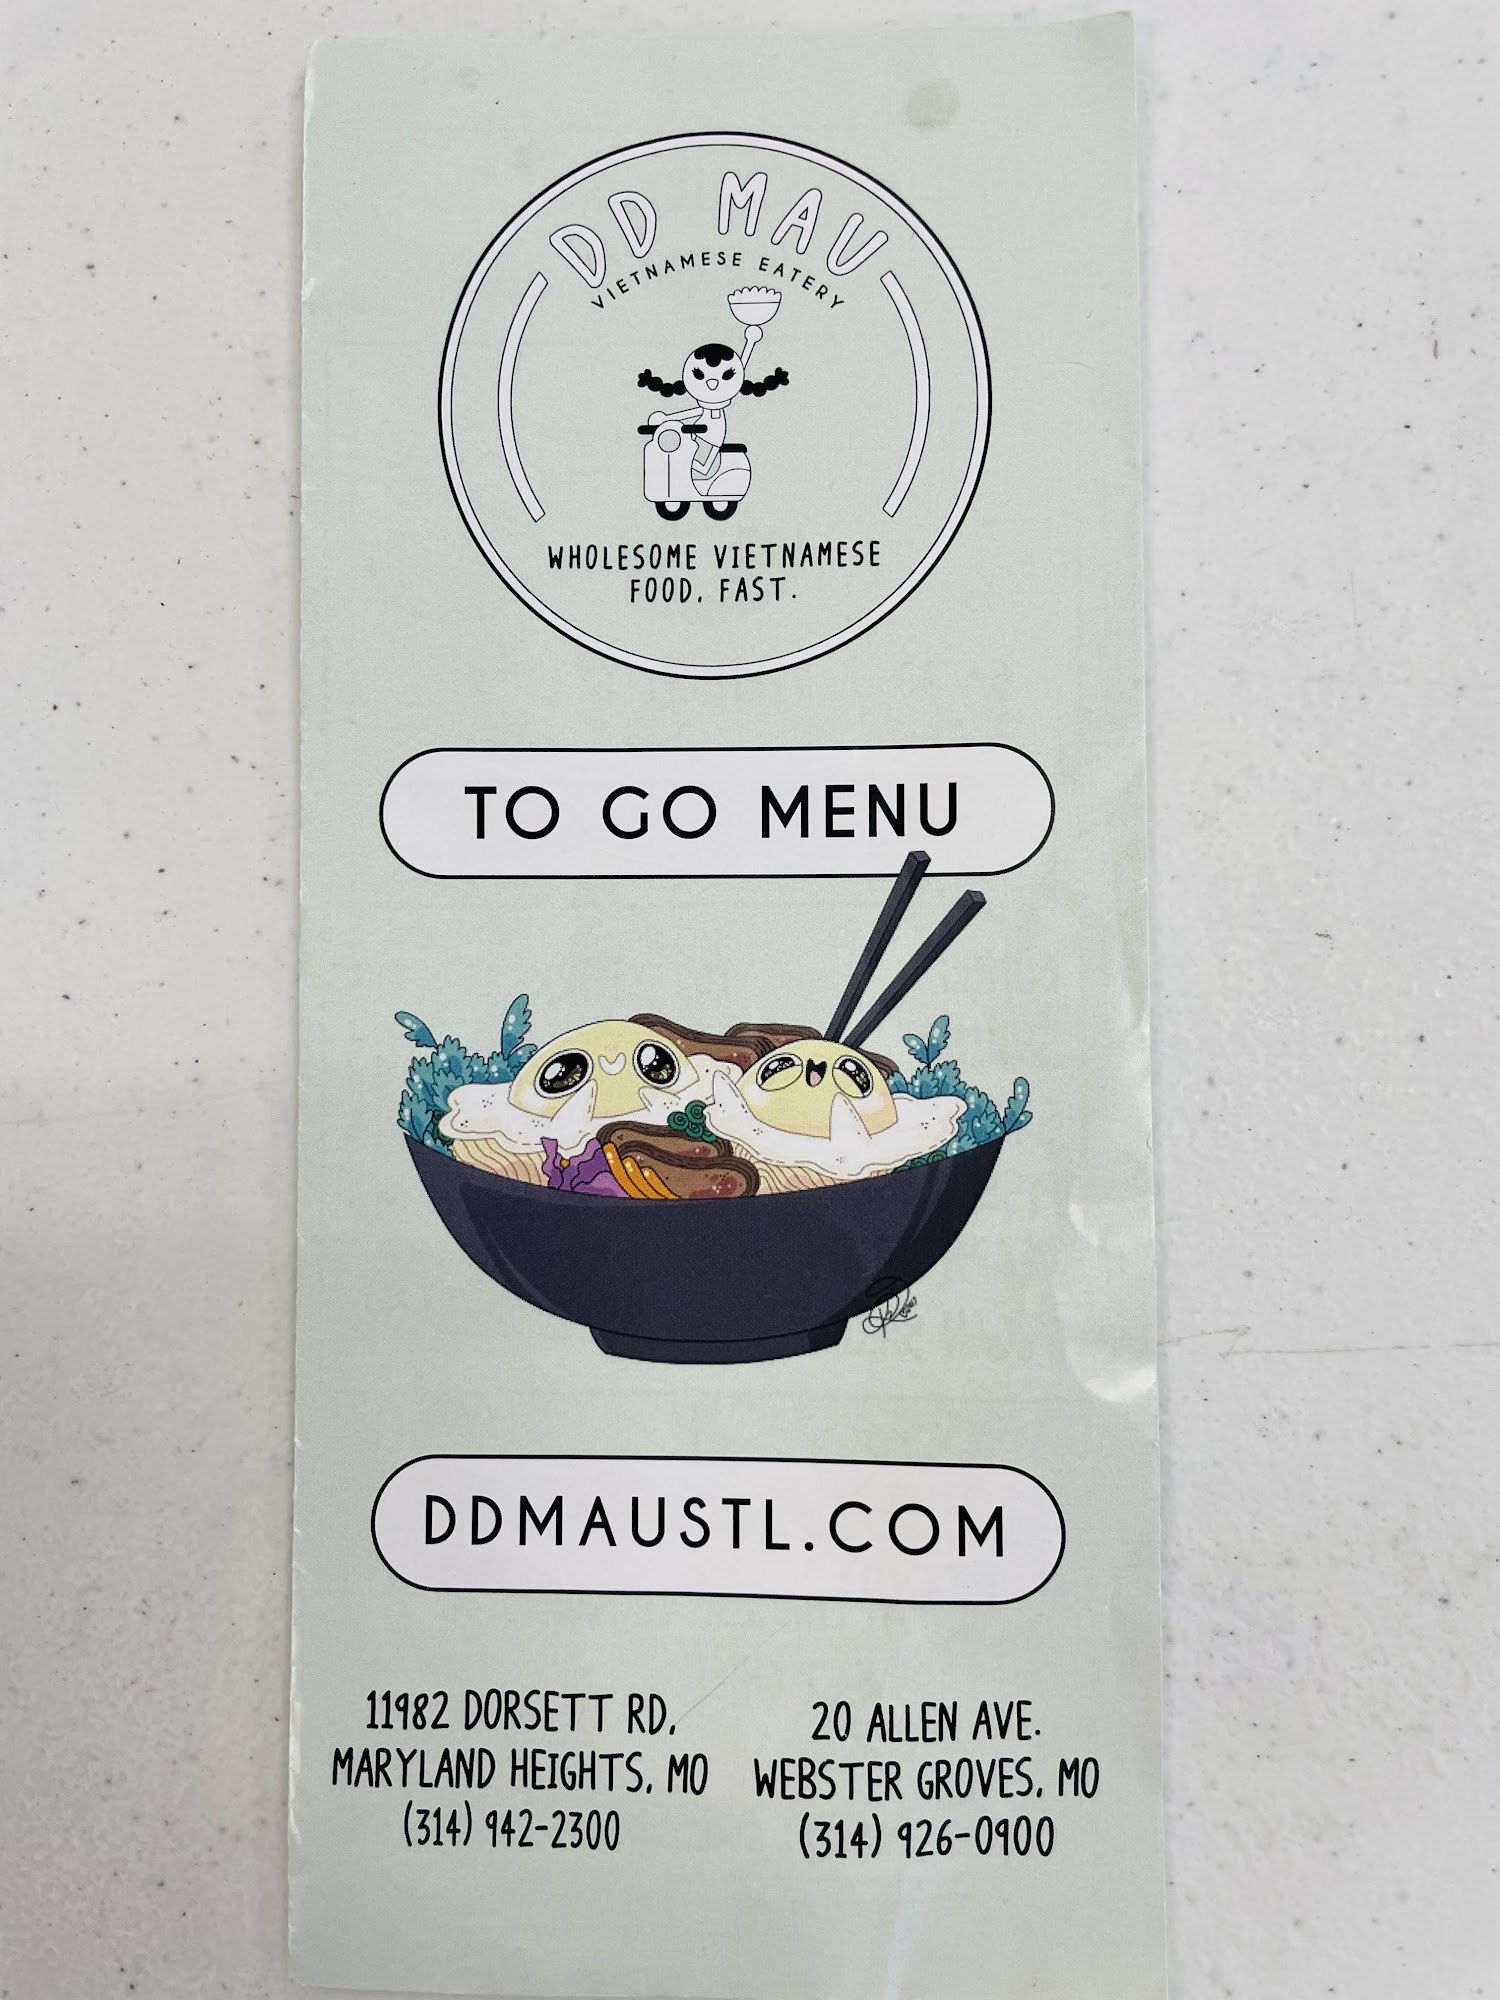 DD MAU
VIETNAMESE EATERY
WHOLESOME VIETNAMESE
FOOD, FAST.
TO GO MENU
DDMAUSTL.COM
11982 DORSETT RD,
MARYLAND HEIGHTS, MO
(314) 942-2300
20 ALLEN AVE.
WEBSTER GROVES, MO
(314) 926-0900